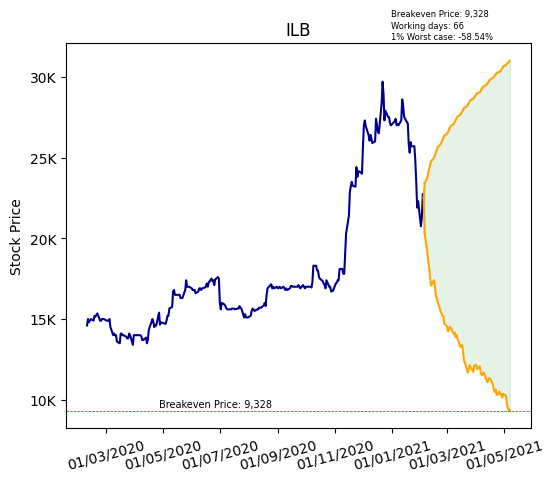 Breakeven Price: 9,328
Working days: 66
1% Worst case: -58.54%
ILB
Stock Price
30K
25K
20K
15K
10K
Breakeven Price: 9,328
01/03/2020
01/05/2020
01/07/2020
01/09/2020
01/11/2020
01/01/2021
01/03/2021
01/05/2021